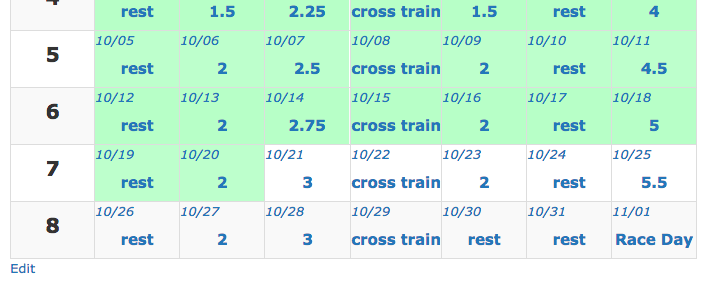 4 rest 1.5 2.25 cross train 1.5 rest 4
10/05 10/06 10/07 10/08 10/09 10/10 10/11
5 rest 2 2.5 cross train 2 rest 4.5
10/12 10/13 10/14 10/15 10/16 10/17 10/18
6 rest 2 2.75 cross train 2 rest 5
10/19 10/20 10/21 10/22 10/23 10/24 10/25
7 rest 2 3 cross train 2 rest 5.5
10/26 10/27 10/28 10/29 10/30 10/31 11/01
8 rest 2 3 cross train rest rest Race Day
Edit